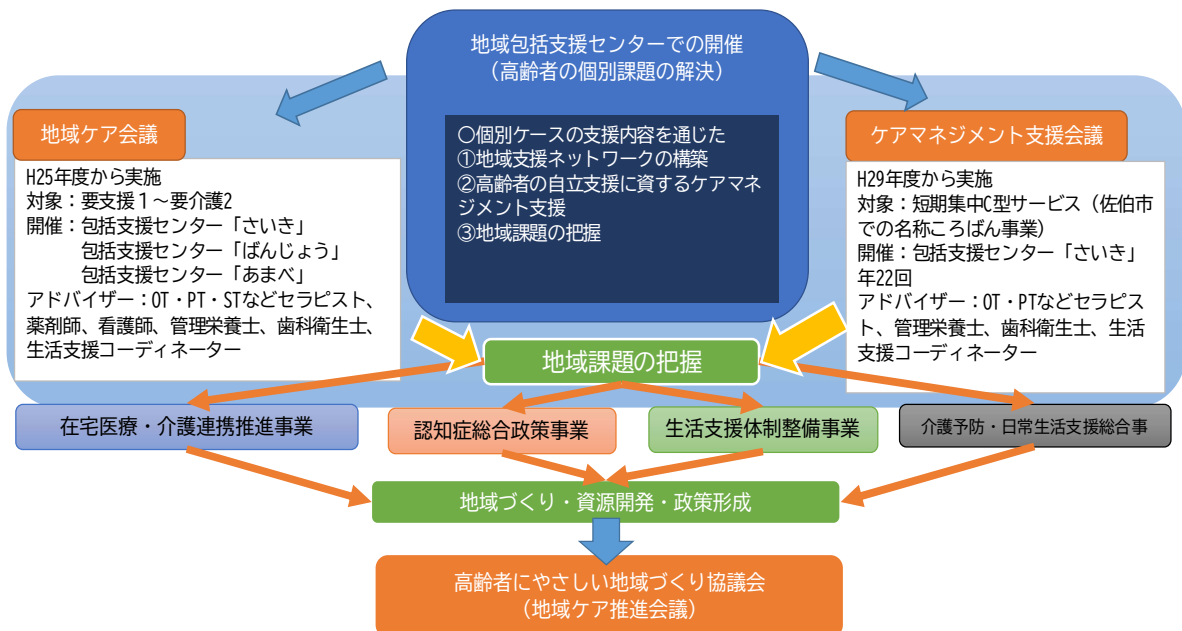 地域包括支援センターでの開催
(高齢者の個別課題の解決)
〇個別ケースの支援内容を通じた
①地域支援ネットワークの構築
②高齢者の自立支援に資するケアマネ
ジメント支援
③地域課題の把握
地域ケア会議
H25年度から実施
対象:要支援1~要介護2
開催:包括支援センター「さいき」
包括支援センター「ばんじょう」
包括支援センター「あまべ」
アドバイザー:OT・PT・STなどセラピスト、
薬剤師、看護師、管理栄養士、歯科衛生士、
生活支援コーディネーター
ケアマネジメント支援会議
H29年度から実施
対象:短期集中C型サービス(佐伯市
での名称ころばん事業)
開催:包括支援センター「さいき」
年22回
アドバイザー:OT・PTなどセラピス
ト、管理栄養士、歯科衛生士、生活
支援コーディネーター
地域課題の把握
在宅医療・介護連携推進事業
認知症総合政策事業
生活支援体制整備事業
介護予防・日常生活支援総合事
地域づくり・資源開発・政策形成
高齢者にやさしい地域づくり協議会
(地域ケア推進会議)